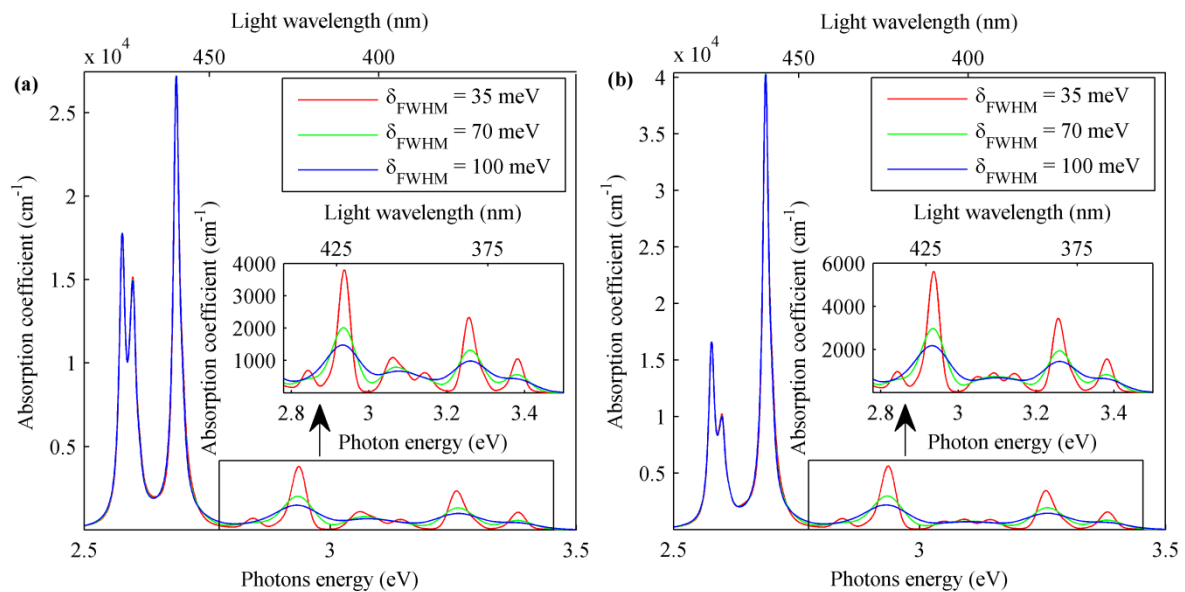 Light wavelength (nm)
x 10^4
450
400
(a)
δFWHM = 35 meV
δFWHM = 70 meV
δFWHM = 100 meV
2.5
2
1.5
1
0.5
Absorption coefficient (cm^-1)
Light wavelength (nm)
425
375
4000
3000
2000
1000
Absorption coefficient (cm^-1)
2.8
3
3.2
3.4
Photon energy (eV)
2.5
3
3.5
Photons energy (eV)
Light wavelength (nm)
x 10^4
450
400
(b)
δFWHM = 35 meV
δFWHM = 70 meV
δFWHM = 100 meV
4
3.5
3
2.5
2
1.5
1
0.5
Absorption coefficient (cm^-1)
Light wavelength (nm)
425
375
6000
4000
2000
Absorption coefficient (cm^-1)
2.8
3
3.2
3.4
Photon energy (eV)
2.5
3
3.5
Photons energy (eV)